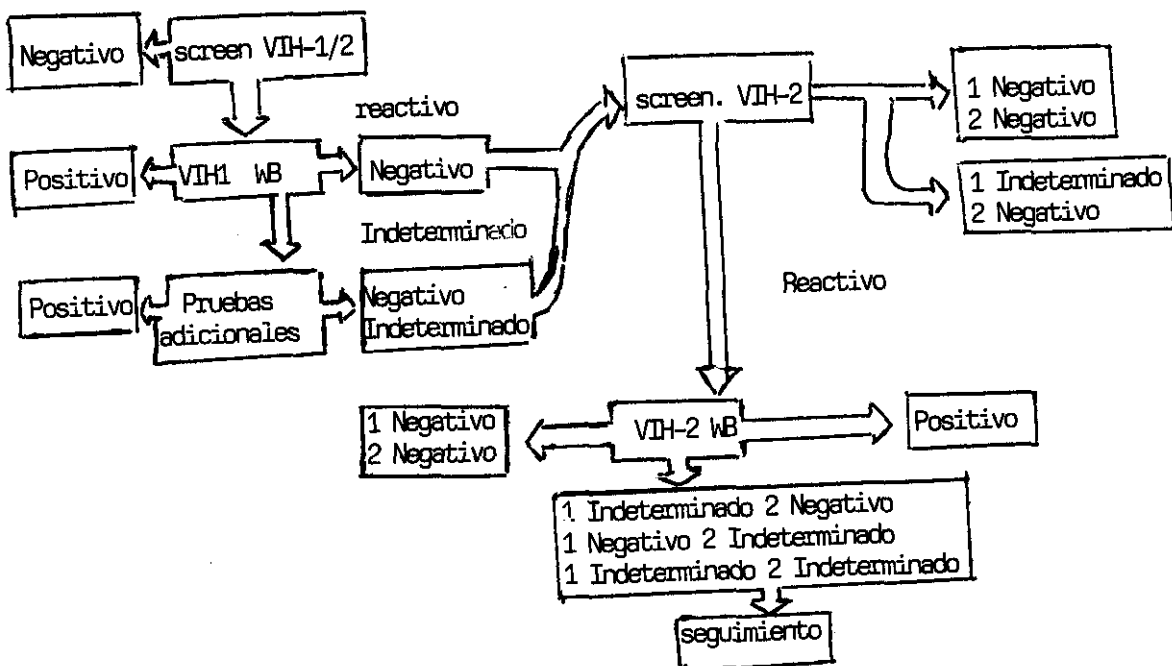 Negativo
screen VIH-1/2
reactivo
Positivo
VIH1 WB
Negativo
Indeterminado
Positivo
Pruebas
adicionales
Negativo
Indeterminado
screen. VIH-2
1 Negativo
2 Negativo
1 Indeterminado
2 Negativo
Reactivo
1 Negativo
2 Negativo
VIH-2 WB
Positivo
1 Indeterminado 2 Negativo
1 Negativo 2 Indeterminado
1 Indeterminado 2 Indeterminado
seguimiento